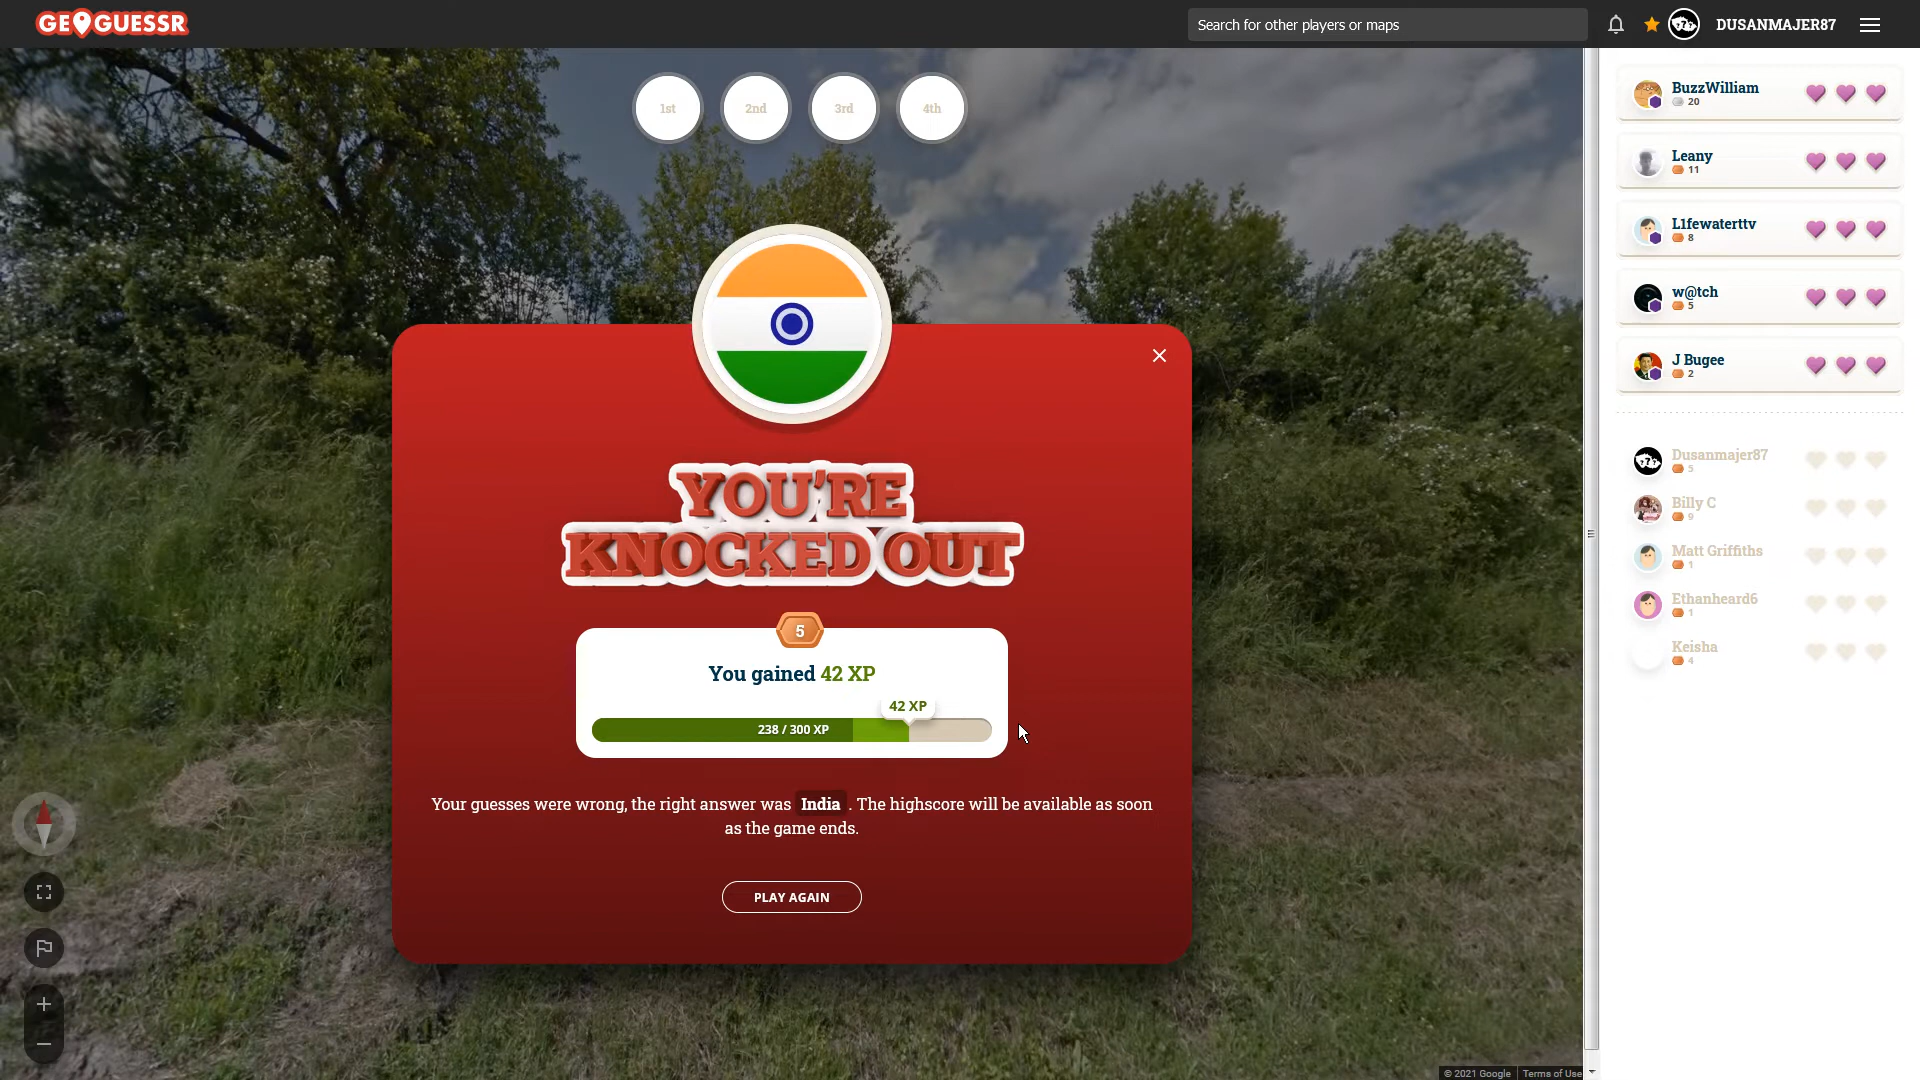 GEOGUESSR
Search for other players or maps
DUSANMAJER87
1st
2nd
3rd
4th
YOU'RE
KNOCKED OUT
5
You gained 42 XP
42 XP
238 / 300 XP
Your guesses were wrong, the right answer was India . The highscore will be available as soon
as the game ends.
PLAY AGAIN
BuzzWilliam
20
Leany
11
L1fewaterttv
8
w@tch
5
J Bugee
2
Dusanmajer87
5
Billy C
9
Matt Griffiths
1
Ethanheard6
1
Keisha
4
© 2021 Google
Terms of Use